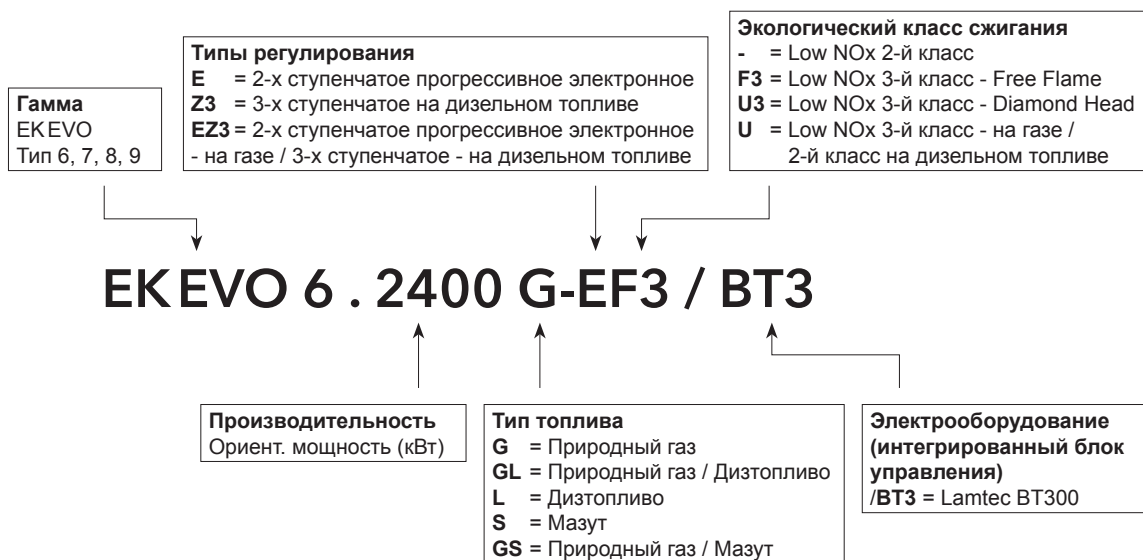 Гамма
EK EVO
Тип 6, 7, 8, 9
Типы регулирования
E = 2-х ступенчатое прогрессивное электронное
Z3 = 3-х ступенчатое на дизельном топливе
EZ3 = 2-х ступенчатое прогрессивное электронное
- на газе / 3-х ступенчатое - на дизельном топливе
Экологический класс сжигания
- = Low NOx 2-й класс
F3 = Low NOx 3-й класс - Free Flame
U3 = Low NOx 3-й класс - Diamond Head
U = Low NOx 3-й класс - на газе /
2-й класс на дизельном топливе
EK EVO 6 . 2400 G-EF3 / BT3
Производительность
Ориент. мощность (кВт)
Тип топлива
G = Природный газ
GL = Природный газ / Дизтопливо
L = Дизтопливо
S = Мазут
GS = Природный газ / Мазут
Электрооборудование
(интегрированный блок
управления)
/BT3 = Lamtec BT300